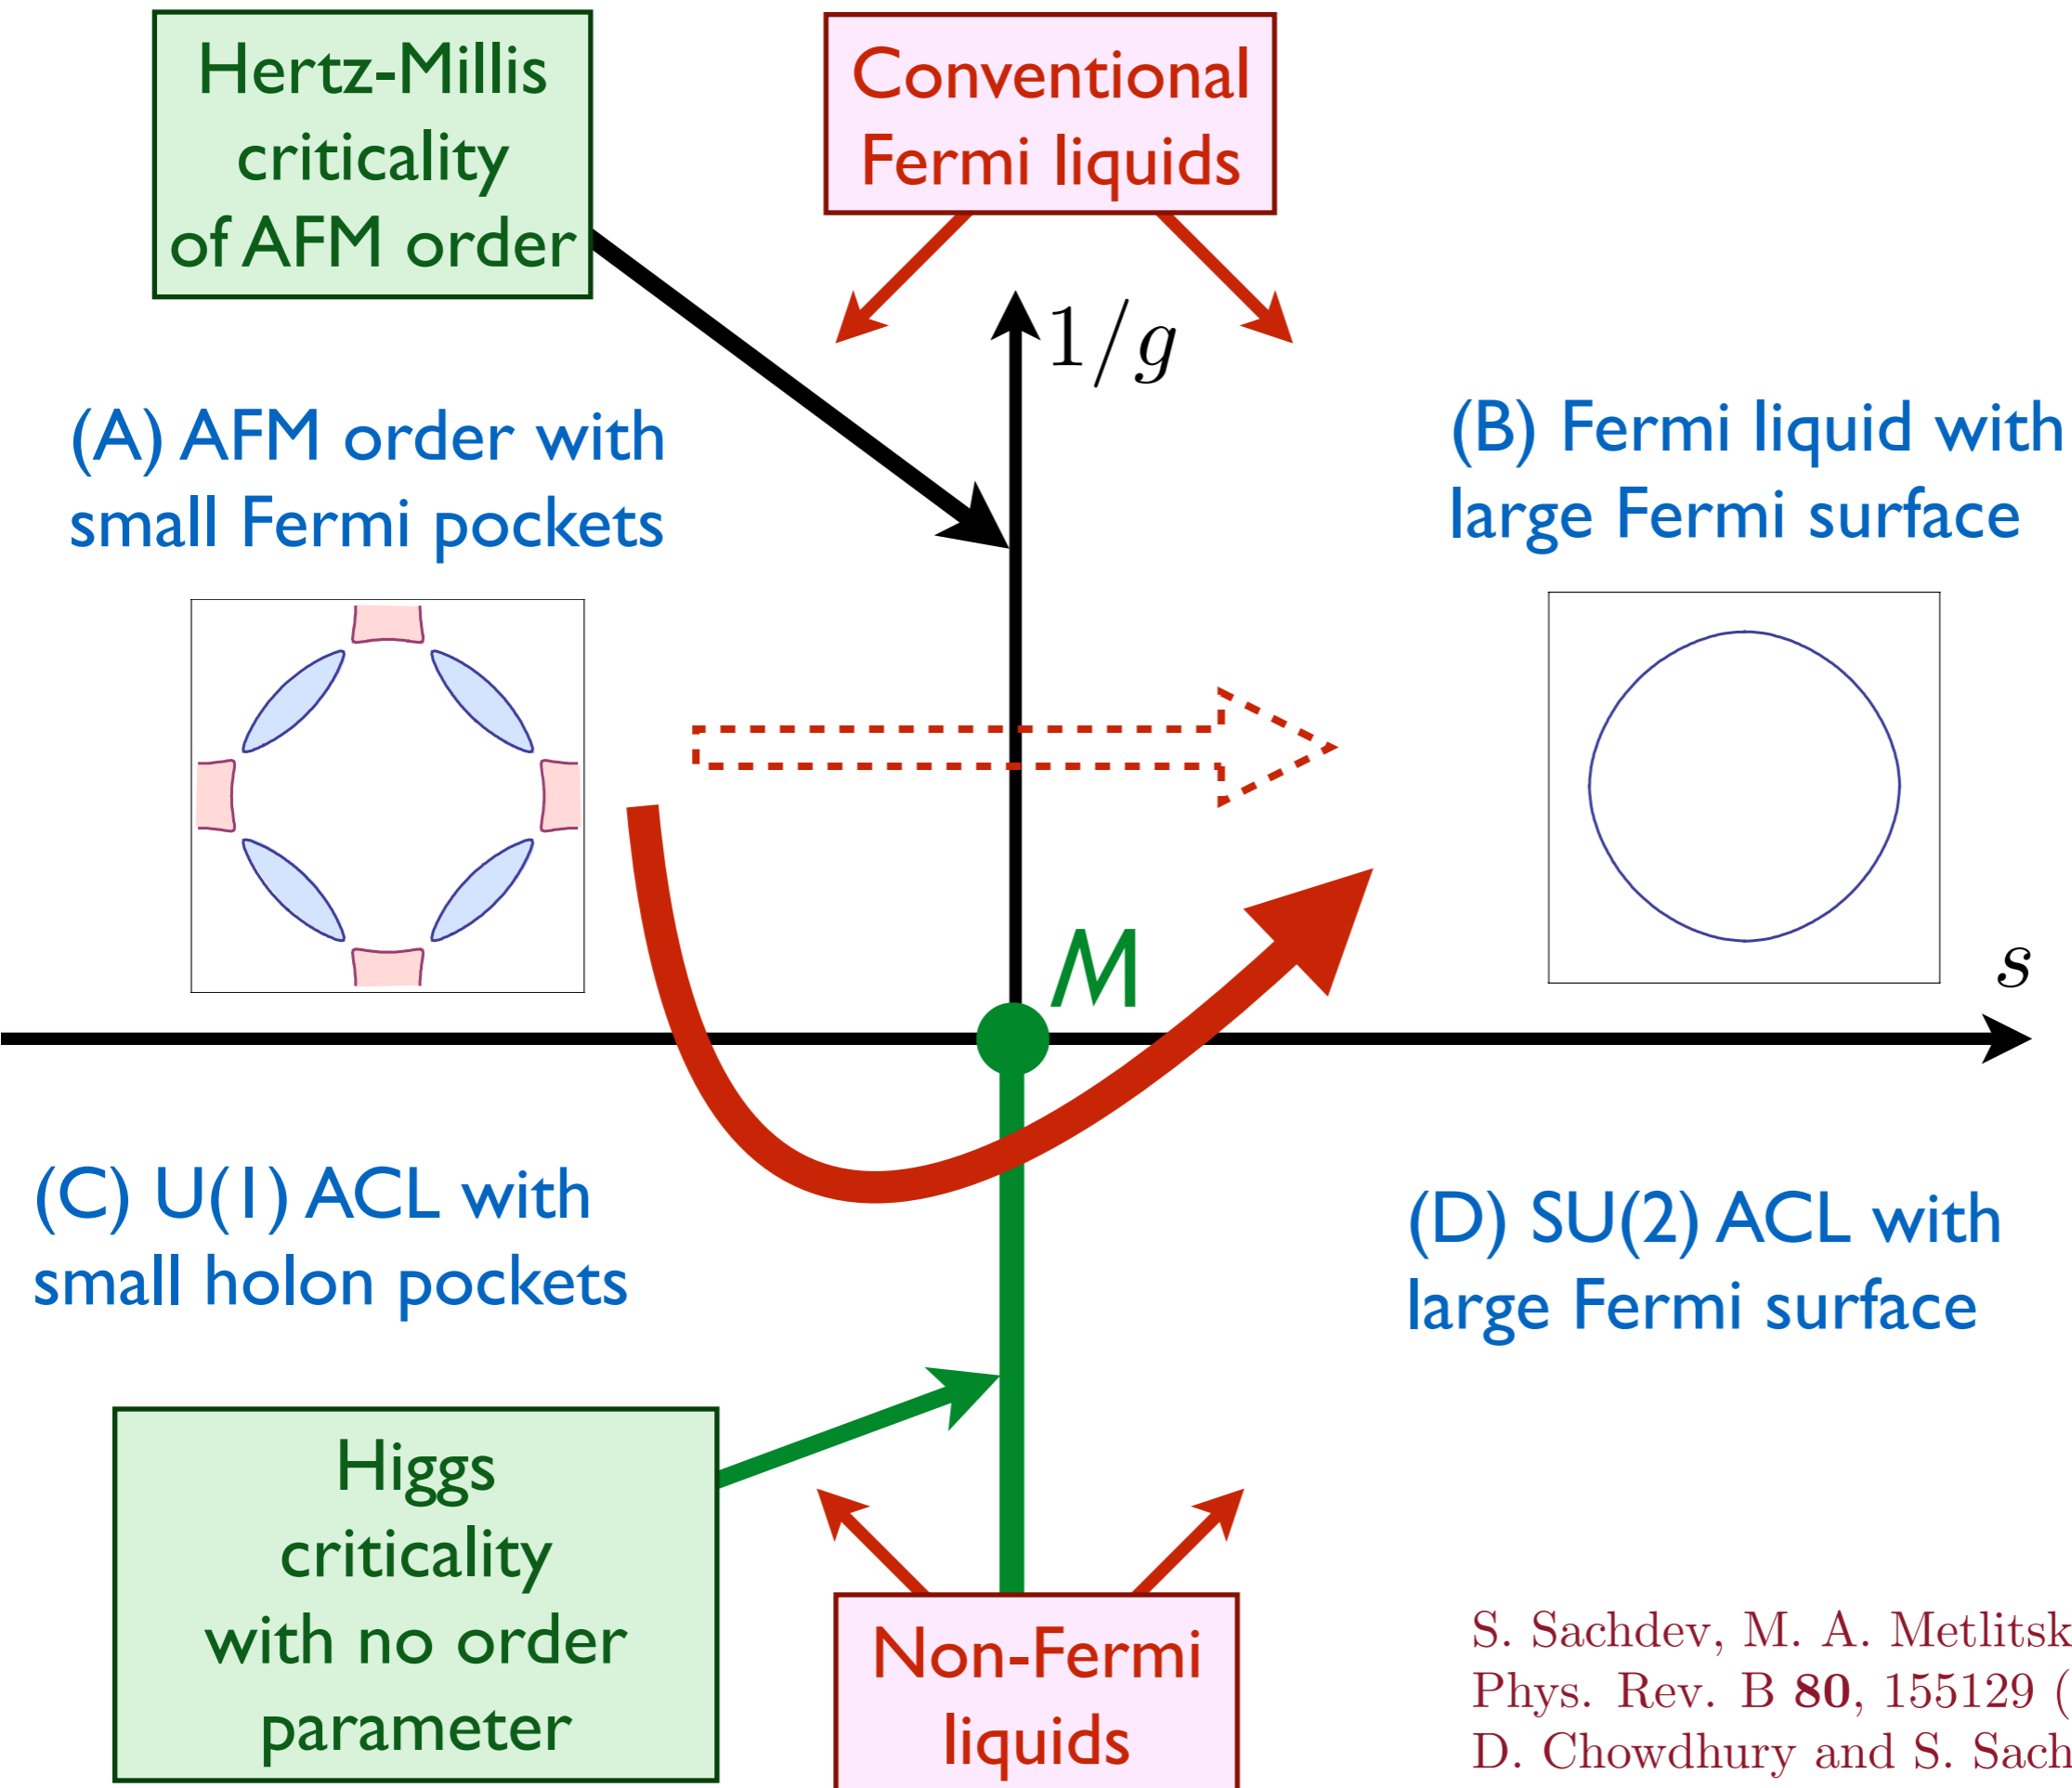 Hertz-Millis
criticality
of AFM order
Conventional
Fermi liquids
1/g
(A) AFM order with
small Fermi pockets
(B) Fermi liquid with
large Fermi surface
M
s
(C) U(1) ACL with
small holon pockets
(D) SU(2) ACL with
large Fermi surface
Higgs
criticality
with no order
parameter
Non-Fermi
liquids
S. Sachdev, M. A. Metlitsk
Phys. Rev. B 80, 155129 (
D. Chowdhury and S. Sach